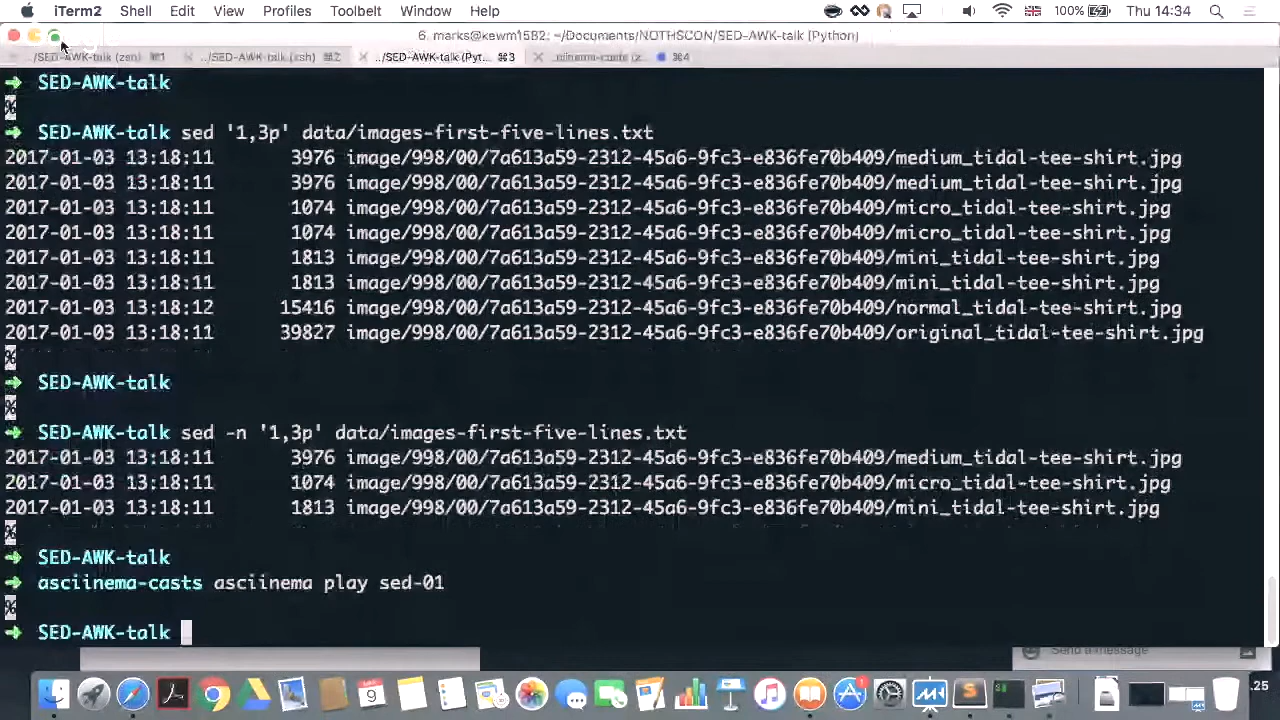 iTerm2 Shell Edit View Profiles Toolbelt Window Help 100% Thu 14:34
6. marks@kewm15B2: ~/Documents/NOTHSCON/SED-AWK-talk (Python)
../SED-AWK-talk (zsh) ⌘1 ../SED-AWK-talk (ksh) ⌘2 ../SED-AWK-talk (Pyt... ⌘3 ⌘4
➜ SED-AWK-talk
%
➜ SED-AWK-talk sed '1,3p' data/images-first-five-lines.txt
2017-01-03 13:18:11 3976 image/998/00/7a613a59-2312-45a6-9fc3-e836fe70b409/medium_tidal-tee-shirt.jpg
2017-01-03 13:18:11 3976 image/998/00/7a613a59-2312-45a6-9fc3-e836fe70b409/medium_tidal-tee-shirt.jpg
2017-01-03 13:18:11 1074 image/998/00/7a613a59-2312-45a6-9fc3-e836fe70b409/micro_tidal-tee-shirt.jpg
2017-01-03 13:18:11 1074 image/998/00/7a613a59-2312-45a6-9fc3-e836fe70b409/micro_tidal-tee-shirt.jpg
2017-01-03 13:18:11 1813 image/998/00/7a613a59-2312-45a6-9fc3-e836fe70b409/mini_tidal-tee-shirt.jpg
2017-01-03 13:18:11 1813 image/998/00/7a613a59-2312-45a6-9fc3-e836fe70b409/mini_tidal-tee-shirt.jpg
2017-01-03 13:18:12 15416 image/998/00/7a613a59-2312-45a6-9fc3-e836fe70b409/normal_tidal-tee-shirt.jpg
2017-01-03 13:18:11 39827 image/998/00/7a613a59-2312-45a6-9fc3-e836fe70b409/original_tidal-tee-shirt.jpg
%
➜ SED-AWK-talk
%
➜ SED-AWK-talk sed -n '1,3p' data/images-first-five-lines.txt
2017-01-03 13:18:11 3976 image/998/00/7a613a59-2312-45a6-9fc3-e836fe70b409/medium_tidal-tee-shirt.jpg
2017-01-03 13:18:11 1074 image/998/00/7a613a59-2312-45a6-9fc3-e836fe70b409/micro_tidal-tee-shirt.jpg
2017-01-03 13:18:11 1813 image/998/00/7a613a59-2312-45a6-9fc3-e836fe70b409/mini_tidal-tee-shirt.jpg
%
➜ SED-AWK-talk
➜ asciinema-casts asciinema play sed-01
%
➜ SED-AWK-talk
Send a message
9
1
.25